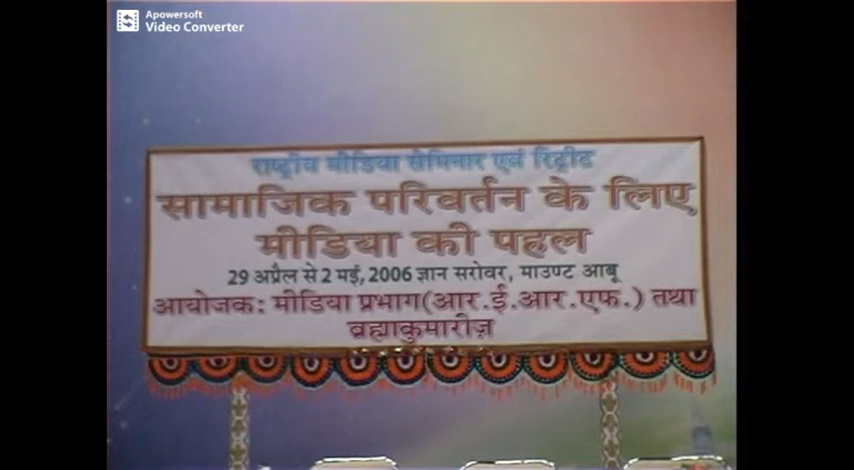 Apowersoft
Video Converter
राष्ट्रीय मीडिया सेमिनार एवं रिट्रीट
सामाजिक परिवर्तन के लिए
मीडिया की पहल
29 अप्रैल से 2 मई, 2006 ज्ञान सरोवर, माउण्ट आबू
आयोजक: मीडिया प्रभाग(आर.ई.आर.एफ.) तथा
ब्रह्माकुमारीज़